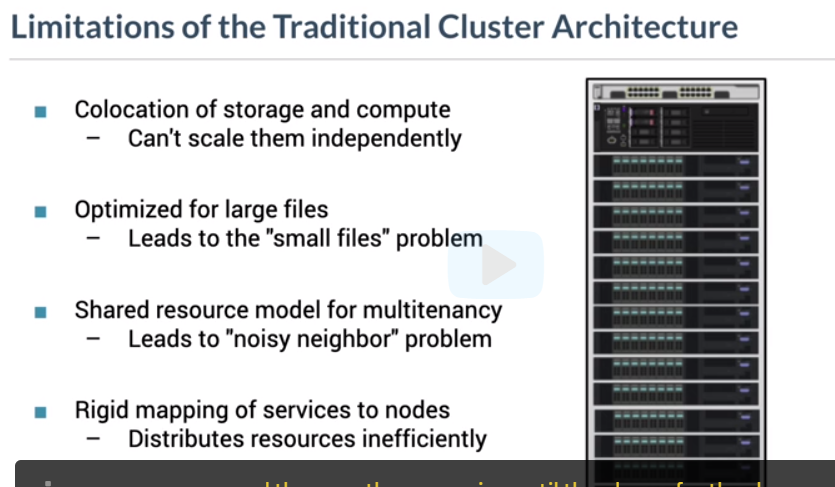 Limitations of the Traditional Cluster Architecture
■ Colocation of storage and compute
– Can't scale them independently
■ Optimized for large files
– Leads to the "small files" problem
■ Shared resource model for multitenancy
– Leads to "noisy neighbor" problem
■ Rigid mapping of services to nodes
– Distributes resources inefficiently